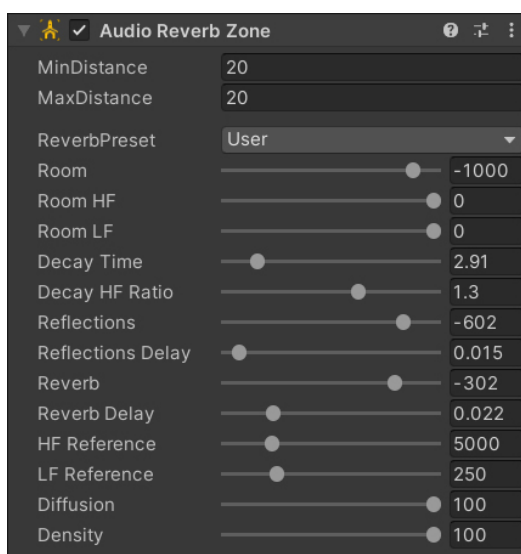 Audio Reverb Zone
MinDistance 20
MaxDistance 20
ReverbPreset User
Room -1000
Room HF 0
Room LF 0
Decay Time 2.91
Decay HF Ratio 1.3
Reflections -602
Reflections Delay 0.015
Reverb -302
Reverb Delay 0.022
HF Reference 5000
LF Reference 250
Diffusion 100
Density 100